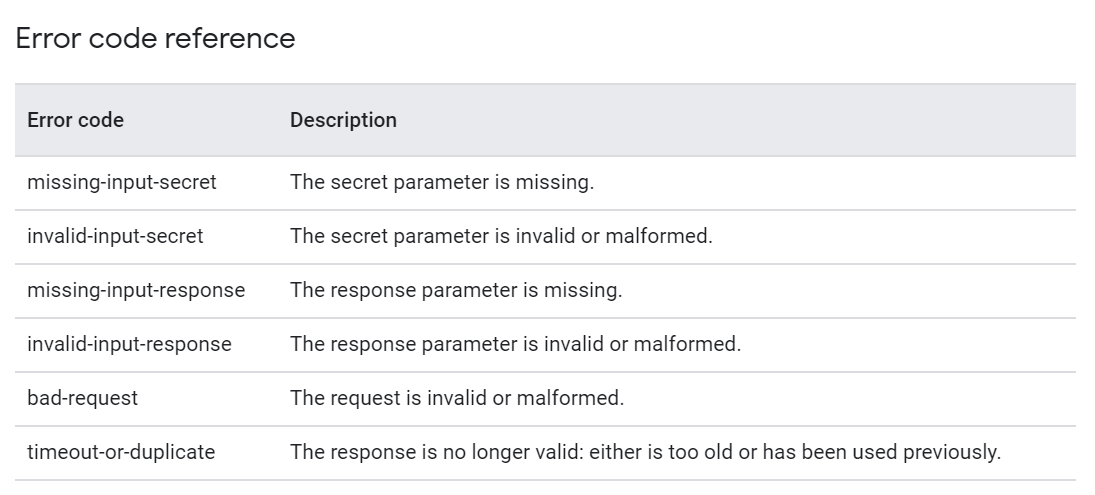 Error code reference
Error code Description
missing-input-secret The secret parameter is missing.
invalid-input-secret The secret parameter is invalid or malformed.
missing-input-response The response parameter is missing.
invalid-input-response The response parameter is invalid or malformed.
bad-request The request is invalid or malformed.
timeout-or-duplicate The response is no longer valid: either is too old or has been used previously.